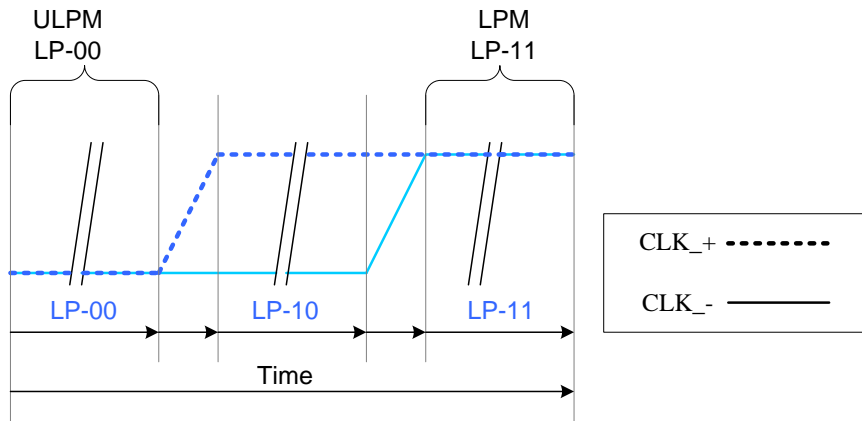 ULPM
LP-00
LPM
LP-11
CLK_+
CLK_-
LP-00
LP-10
LP-11
Time